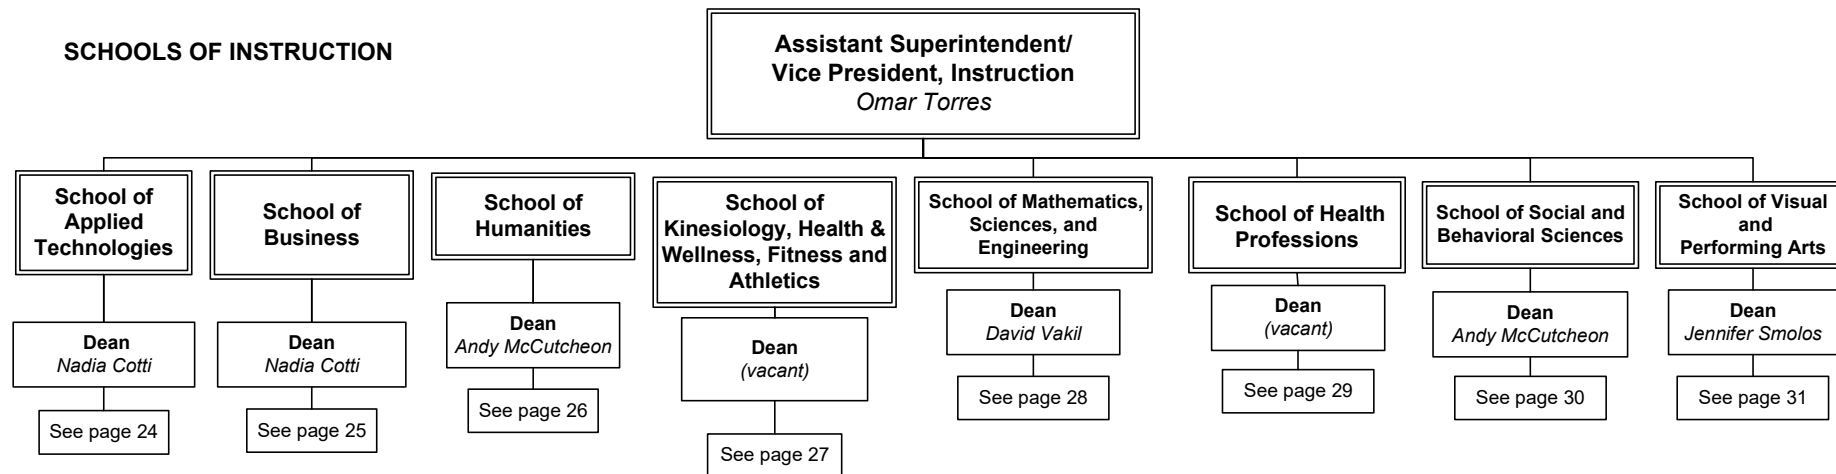 SCHOOLS OF INSTRUCTION
Assistant Superintendent/
Vice President, Instruction
Omar Torres
School of
Applied
Technologies
Dean
Nadia Cotti
See page 24
School of
Business
Dean
Nadia Cotti
See page 25
School of
Humanities
Dean
Andy McCutcheon
See page 26
School of
Kinesiology, Health &
Wellness, Fitness and
Athletics
Dean
(vacant)
See page 27
School of Mathematics,
Sciences, and
Engineering
Dean
David Vakil
See page 28
School of Health
Professions
Dean
(vacant)
See page 29
School of Social and
Behavioral Sciences
Dean
Andy McCutcheon
See page 30
School of Visual
and
Performing Arts
Dean
Jennifer Smolos
See page 31